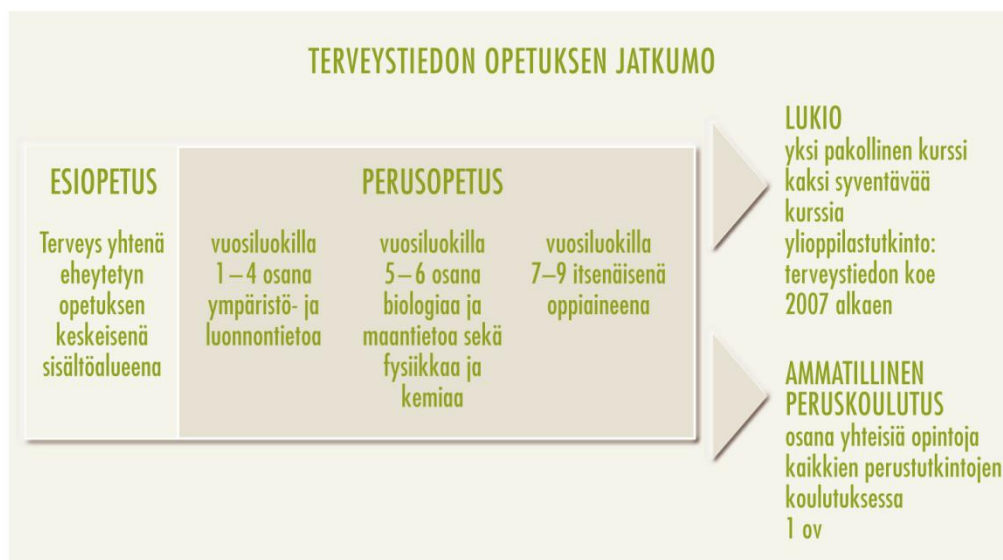 TERVEYSTIEDON OPETUKSEN JATKUMO
ESIOPETUS
Terveys yhtenä
eheytetyn
opetuksen
keskeisenä
sisältöalueena
PERUSOPETUS
vuosiluokilla
1–4 osana
ympäristö- ja
luonnontietoa
vuosiluokilla
5–6 osana
biologiaa ja
maantietoa sekä
fysiikkaa ja
kemiaa
vuosiluokilla
7–9 itsenäisenä
oppiaineena
LUKIO
yksi pakollinen kurssi
kaksi syventävää
kurssia
ylioppilastutkinto:
terveystiedon koe
2007 alkaen
AMMATILLINEN
PERUSKOULUTUS
osana yhteisiä opintoja
kaikkien perustutkintojen
koulutuksessa
1 ov